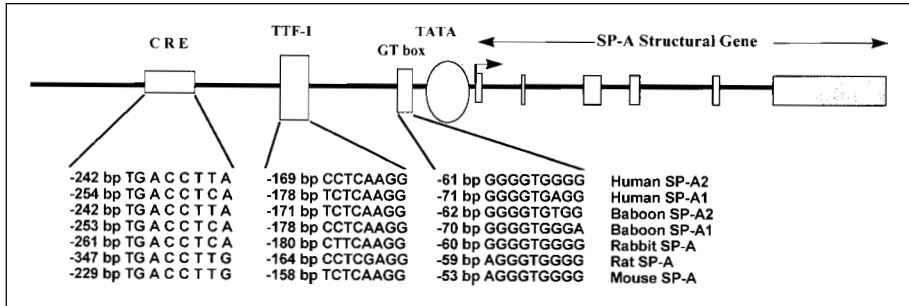 TTF-1
TATA
C R E
GT box
SP-A Structural Gene
-242 bp TGACCTTA -169 bp CCTCAAGG -61 bp GGGGTGGGG Human SP-A2
-254 bp TGACCTCA -178 bp TCTCAAGG -71 bp GGGGTGAGG Human SP-A1
-242 bp TGACCTTA -171 bp TCTCAAGG -62 bp GGGGTGTGG Baboon SP-A2
-253 bp TGACCTCA -178 bp CCTCAAGG -70 bp GGGGTGGGA Baboon SP-A1
-261 bp TGACCTCA -180 bp CTTCAAGG -60 bp GGGGTGGGG Rabbit SP-A
-347 bp TGACCTTG -164 bp CCTCGAGG -59 bp AGGGTGGGG Rat SP-A
-229 bp TGACCTTG -158 bp TCTCAAGG -53 bp AGGGTGGGG Mouse SP-A